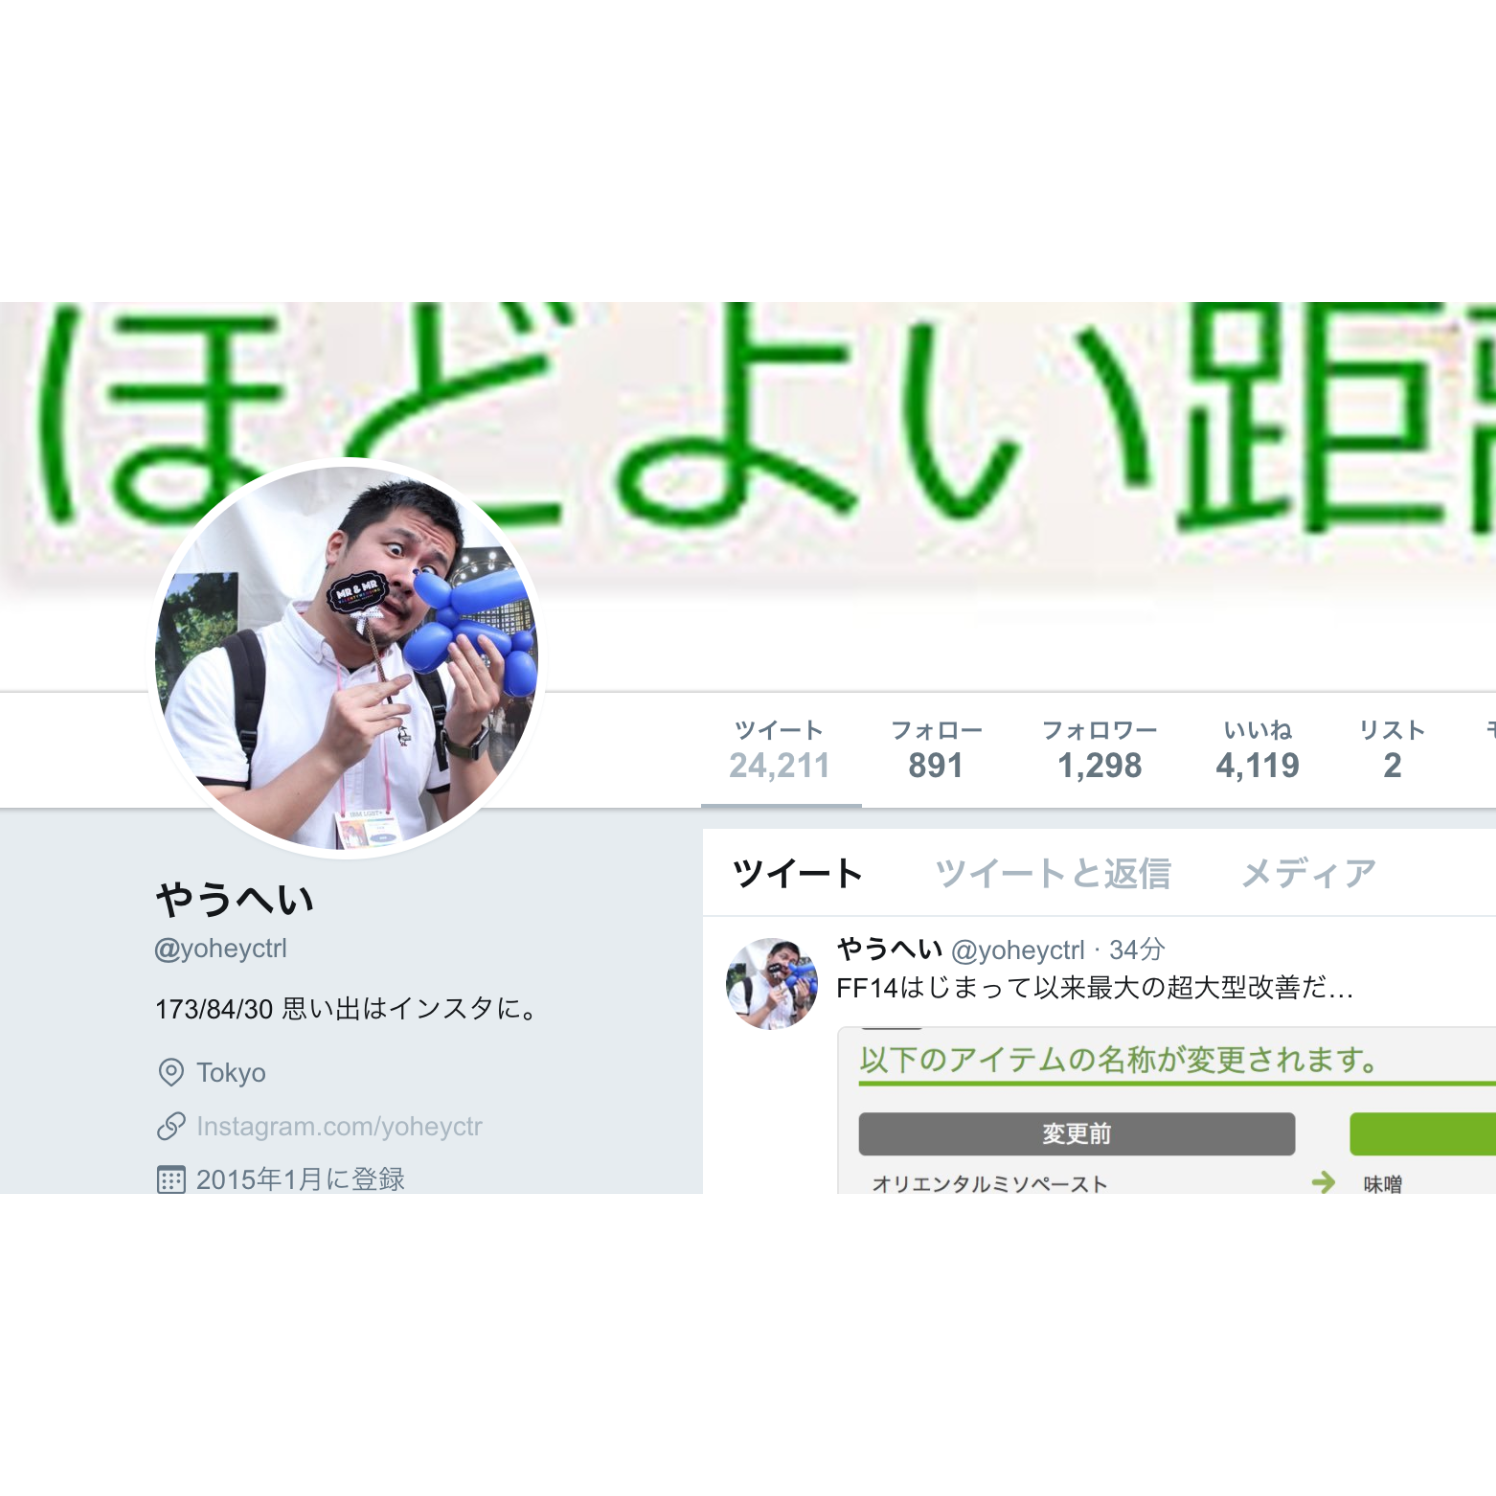 ほどよい距
MR & MR
ツイート フォロー フォロワー いいね リスト
24,211 891 1,298 4,119 2
ツイート ツイートと返信 メディア
やうへい
@yoheyctrl
173/84/30 思い出はインスタに。
Tokyo
Instagram.com/yoheyctr
2015年1月に登録
やうへい @yoheyctrl · 34分
FF14はじまって以来最大の超大型改善だ…
以下のアイテムの名称が変更されます。
変更前
オリエンタルミソペースト → 味噌